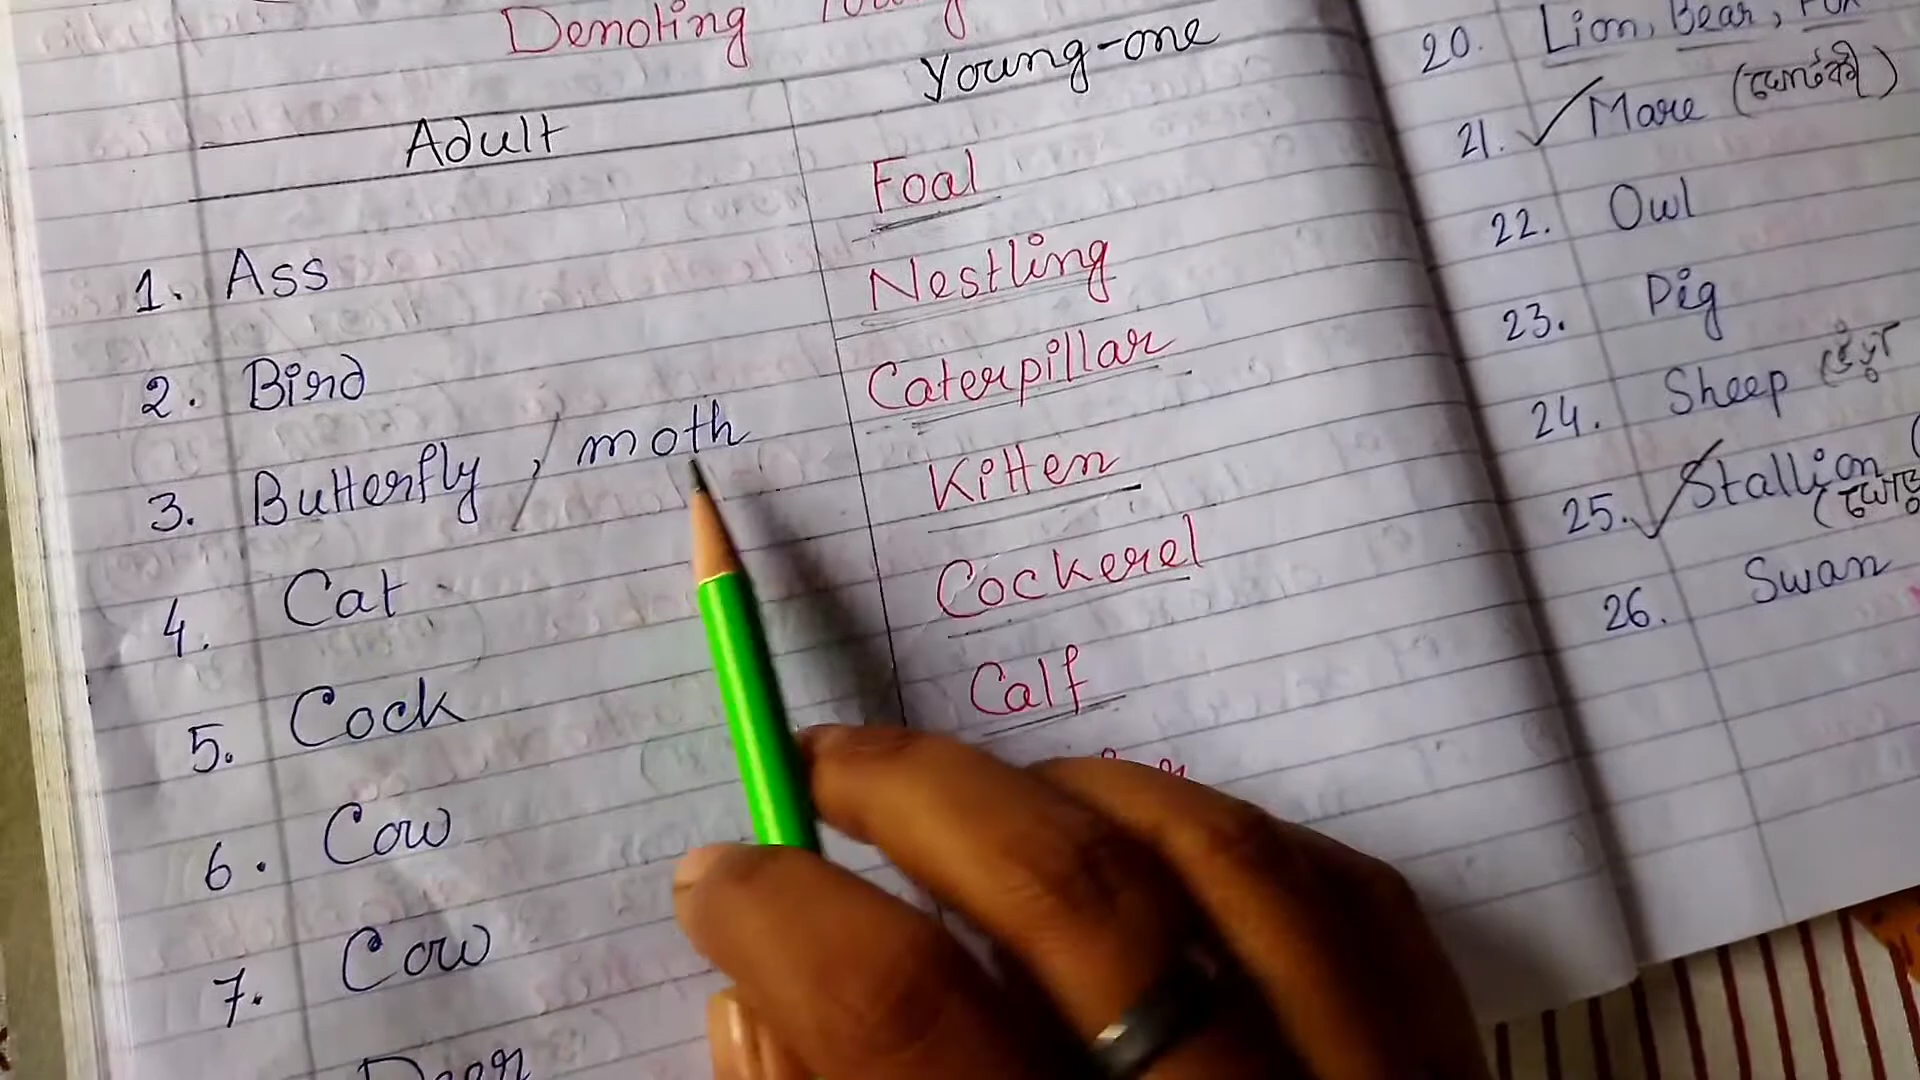 Denoting
Adult Young-one
1. Ass Foal
2. Bird Nestling
3. Butterfly / moth Caterpillar
4. Cat Kitten
5. Cock Cockerel
6. Cow Calf
7. Cow
Deer
20. Lion, Bear, Fox
21. ✓ Mare
22. Owl
23. Pig
24. Sheep
25. ✓ Stallion
26. Swan